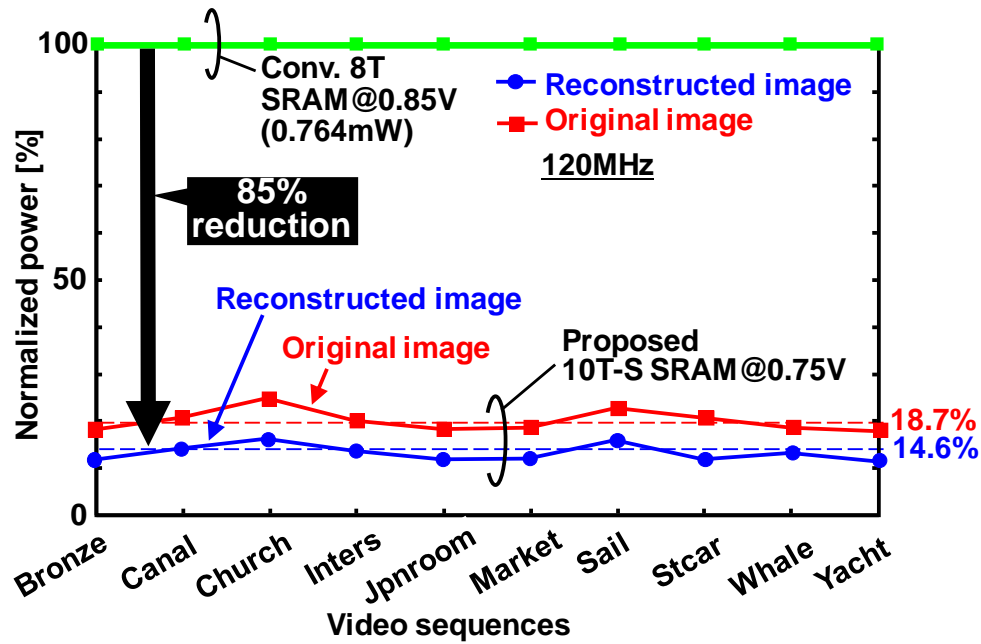 100
Conv. 8T
SRAM@0.85V
(0.764mW)
Reconstructed image
Original image
120MHz
85%
reduction
Normalized power [%]
50
Reconstructed image
Original image
Proposed
10T-S SRAM@0.75V
18.7%
14.6%
0
Bronze
Canal
Church
Inters
Jpnroom
Market
Sail
Stcar
Whale
Yacht
Video sequences